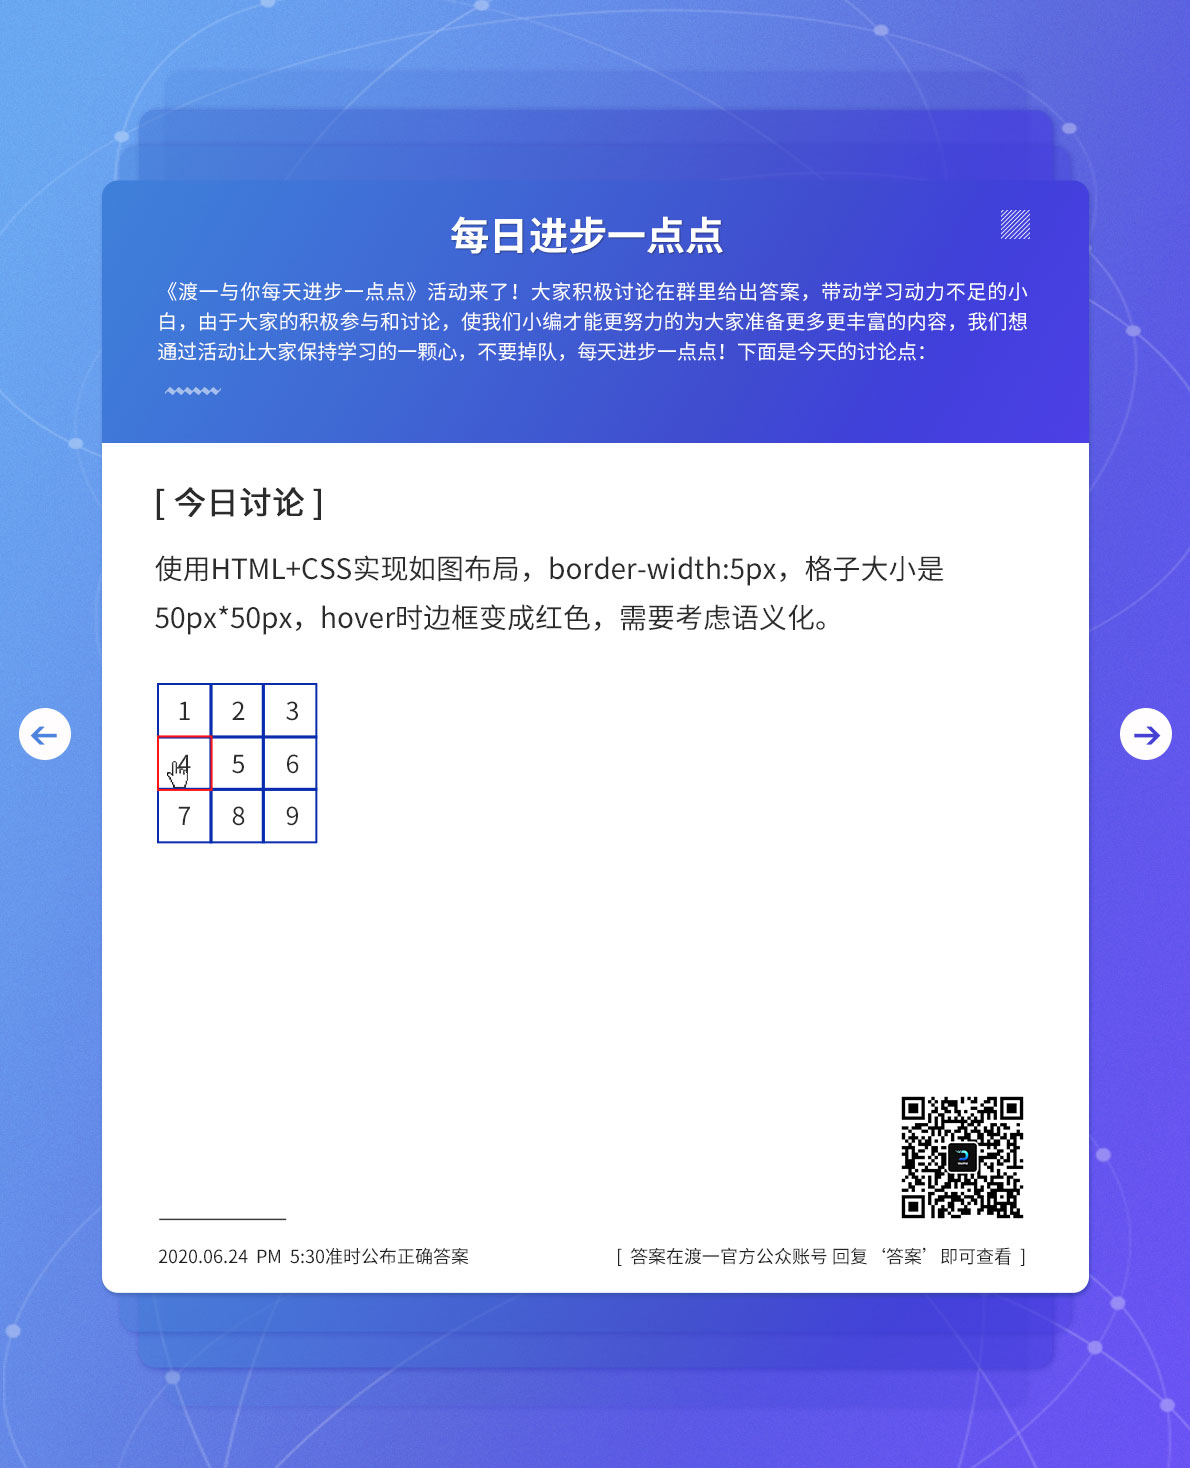 每日进步一点点
《渡一与你每天进步一点点》活动来了！大家积极讨论在群里给出答案，带动学习动力不足的小
白，由于大家的积极参与和讨论，使我们小编才能更努力的为大家准备更多更丰富的内容，我们想
通过活动让大家保持学习的一颗心，不要掉队，每天进步一点点！下面是今天的讨论点：
[ 今日讨论 ]
使用HTML+CSS实现如图布局，border-width:5px，格子大小是
50px*50px，hover时边框变成红色，需要考虑语义化。
1 2 3
4 5 6
7 8 9
2020.06.24 PM 5:30准时公布正确答案
[ 答案在渡一官方公众账号 回复 ‘答案’ 即可查看 ]